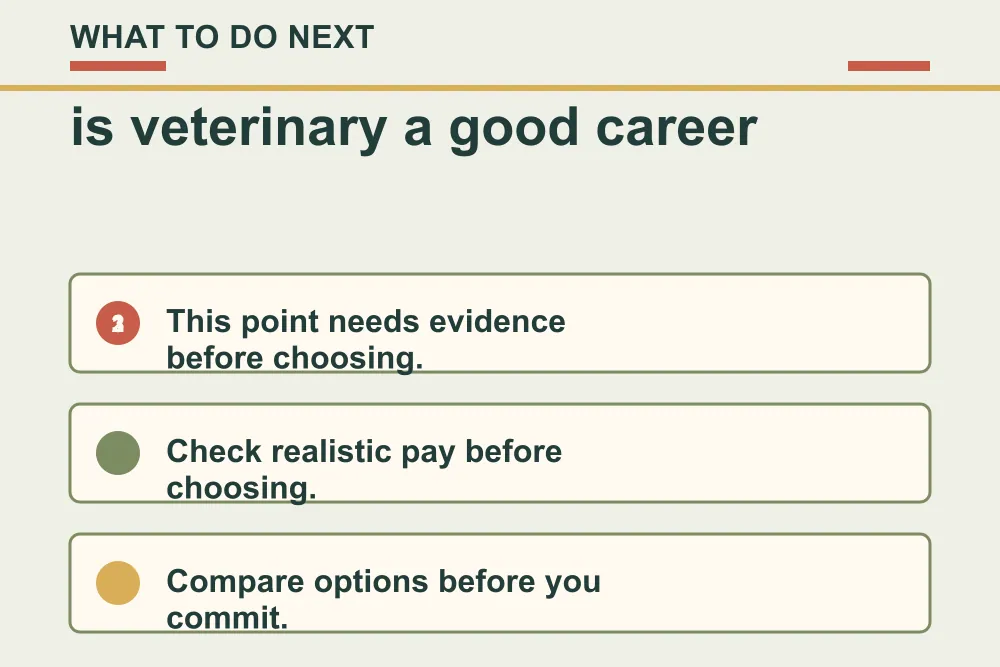 WHAT TO DO NEXT
is veterinary a good career
This point needs evidence
before choosing.
Check realistic pay before
choosing.
Compare options before you
commit.